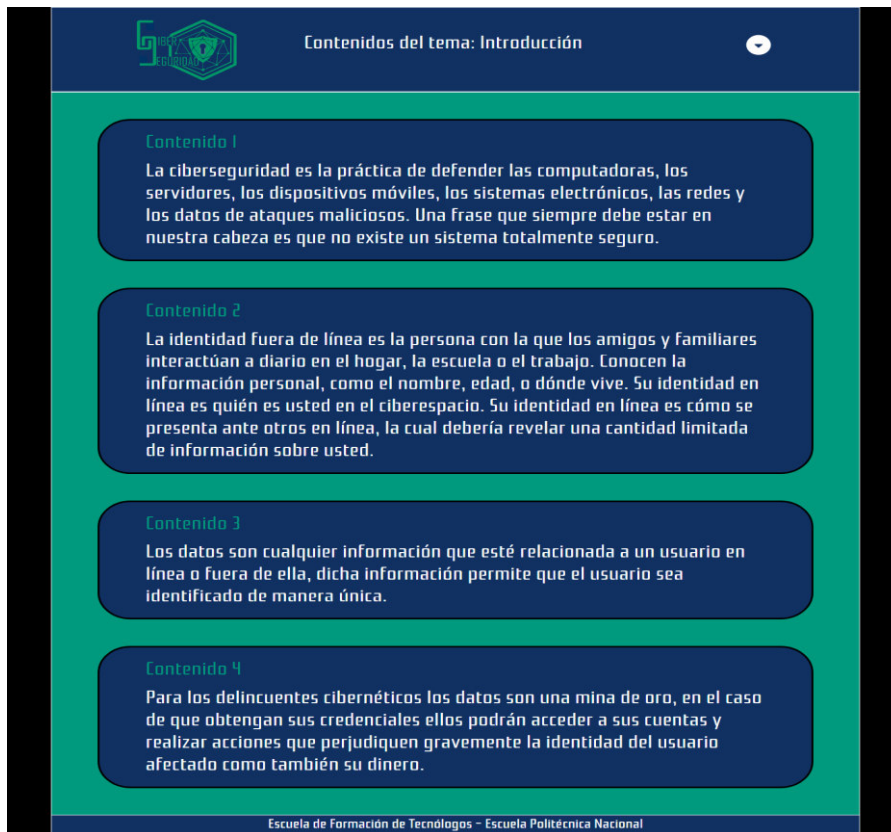 CIBER
SEGURIDAD
Contenidos del tema: Introducción
Contenido 1
La ciberseguridad es la práctica de defender las computadoras, los
servidores, los dispositivos móviles, los sistemas electrónicos, las redes y
los datos de ataques maliciosos. Una frase que siempre debe estar en
nuestra cabeza es que no existe un sistema totalmente seguro.
Contenido 2
La identidad fuera de línea es la persona con la que los amigos y familiares
interactúan a diario en el hogar, la escuela o el trabajo. Conocen la
información personal, como el nombre, edad, o dónde vive. Su identidad en
línea es quién es usted en el ciberespacio. Su identidad en línea es cómo se
presenta ante otros en línea, la cual debería revelar una cantidad limitada
de información sobre usted.
Contenido 3
Los datos son cualquier información que esté relacionada a un usuario en
línea o fuera de ella, dicha información permite que el usuario sea
identificado de manera única.
Contenido 4
Para los delincuentes cibernéticos los datos son una mina de oro, en el caso
de que obtengan sus credenciales ellos podrán acceder a sus cuentas y
realizar acciones que perjudiquen gravemente la identidad del usuario
afectado como también su dinero.
Escuela de Formación de Tecnólogos - Escuela Politécnica Nacional